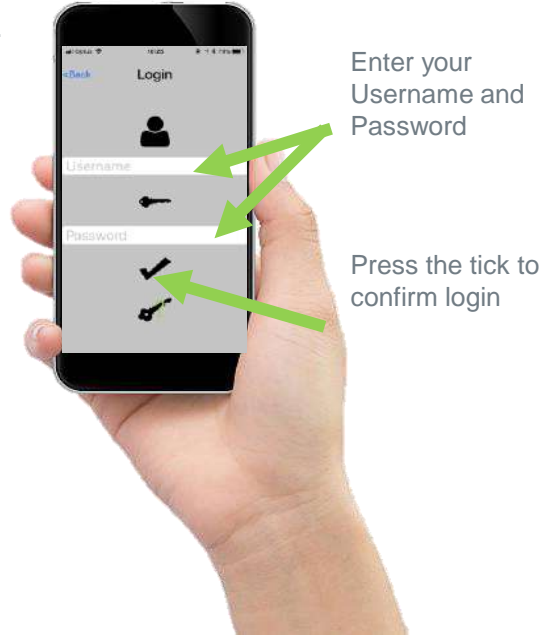 <Back Login
Username
Password
Enter your
Username and
Password
Press the tick to
confirm login